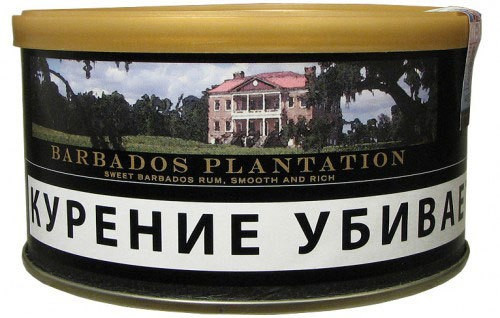 BARBADOS PLANTATION
SWEET BARBADOS RUM, SMOOTH AND RICH
КУРЕНИЕ УБИВАЕ